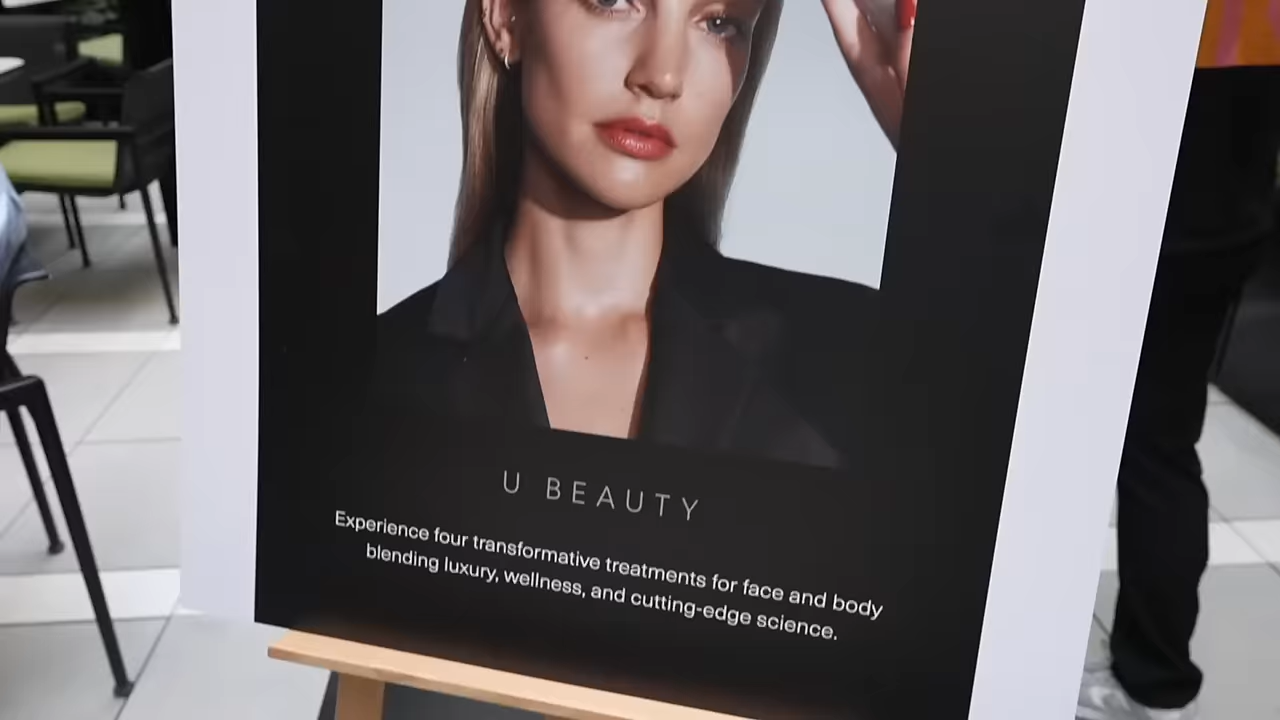 U BEAUTY
Experience four transformative treatments for face and body
blending luxury, wellness, and cutting-edge science.